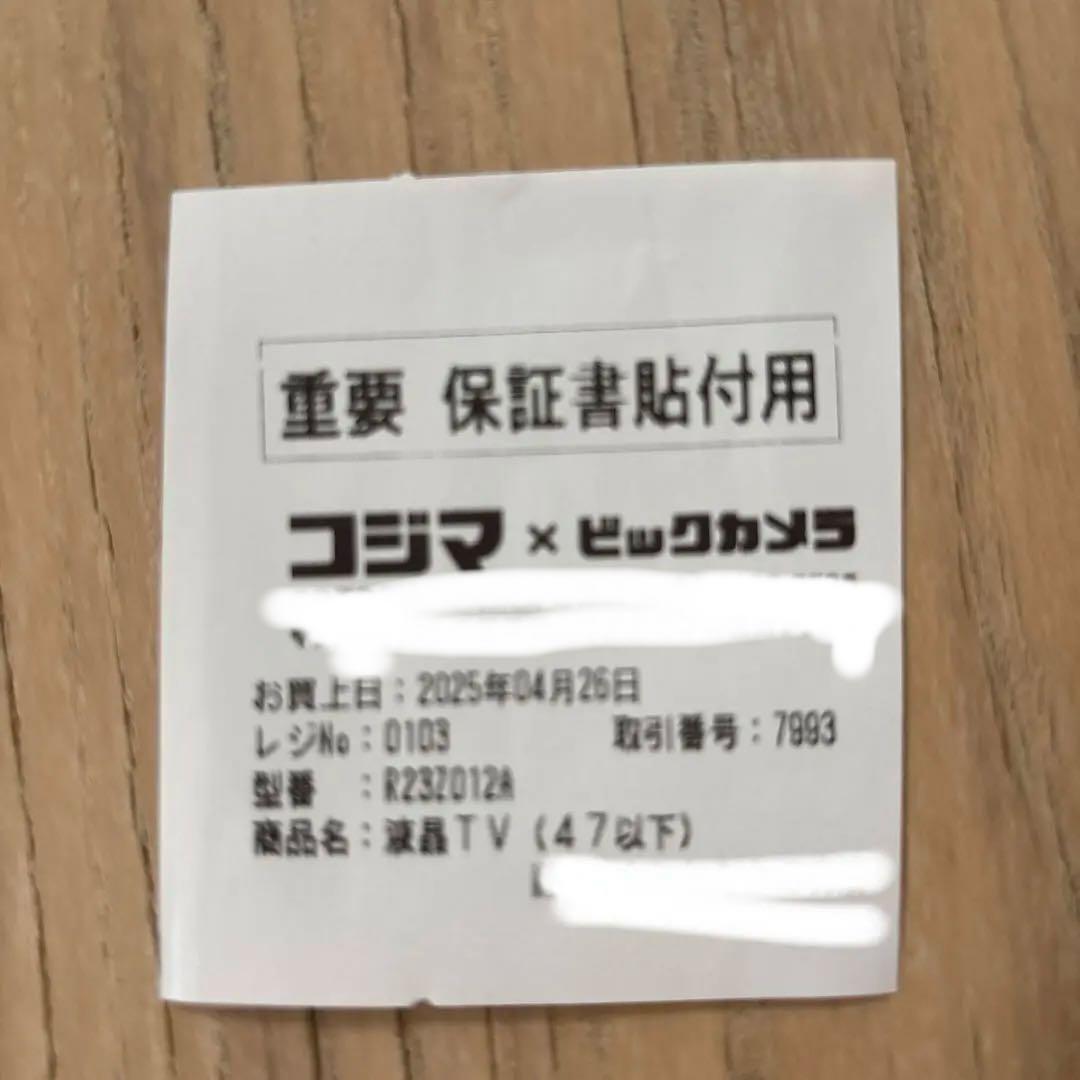 重要 保証書貼付用
コジマ×ビックカメラ
お買上日：2025年04月26日
レジNo：0103 取引番号：7993
型番 ：R23Z012A
商品名：液晶TV（47以下）